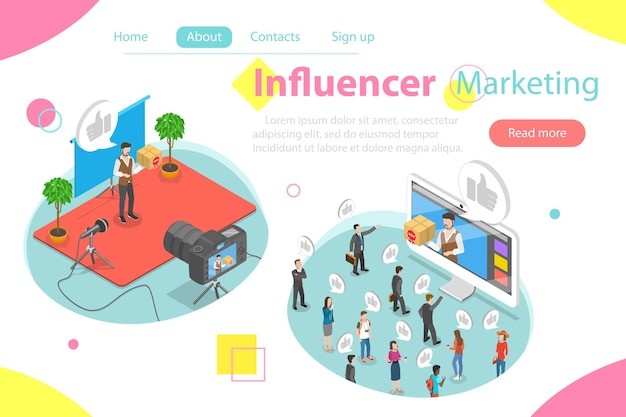 Home About Contacts Sign up
Influencer Marketing
Lorem ipsum dolor sit amet,
consectetur adipiscing elit, sed do
eiusmod tempor incididunt ut labore
et dolore magna aliqua.
Read more